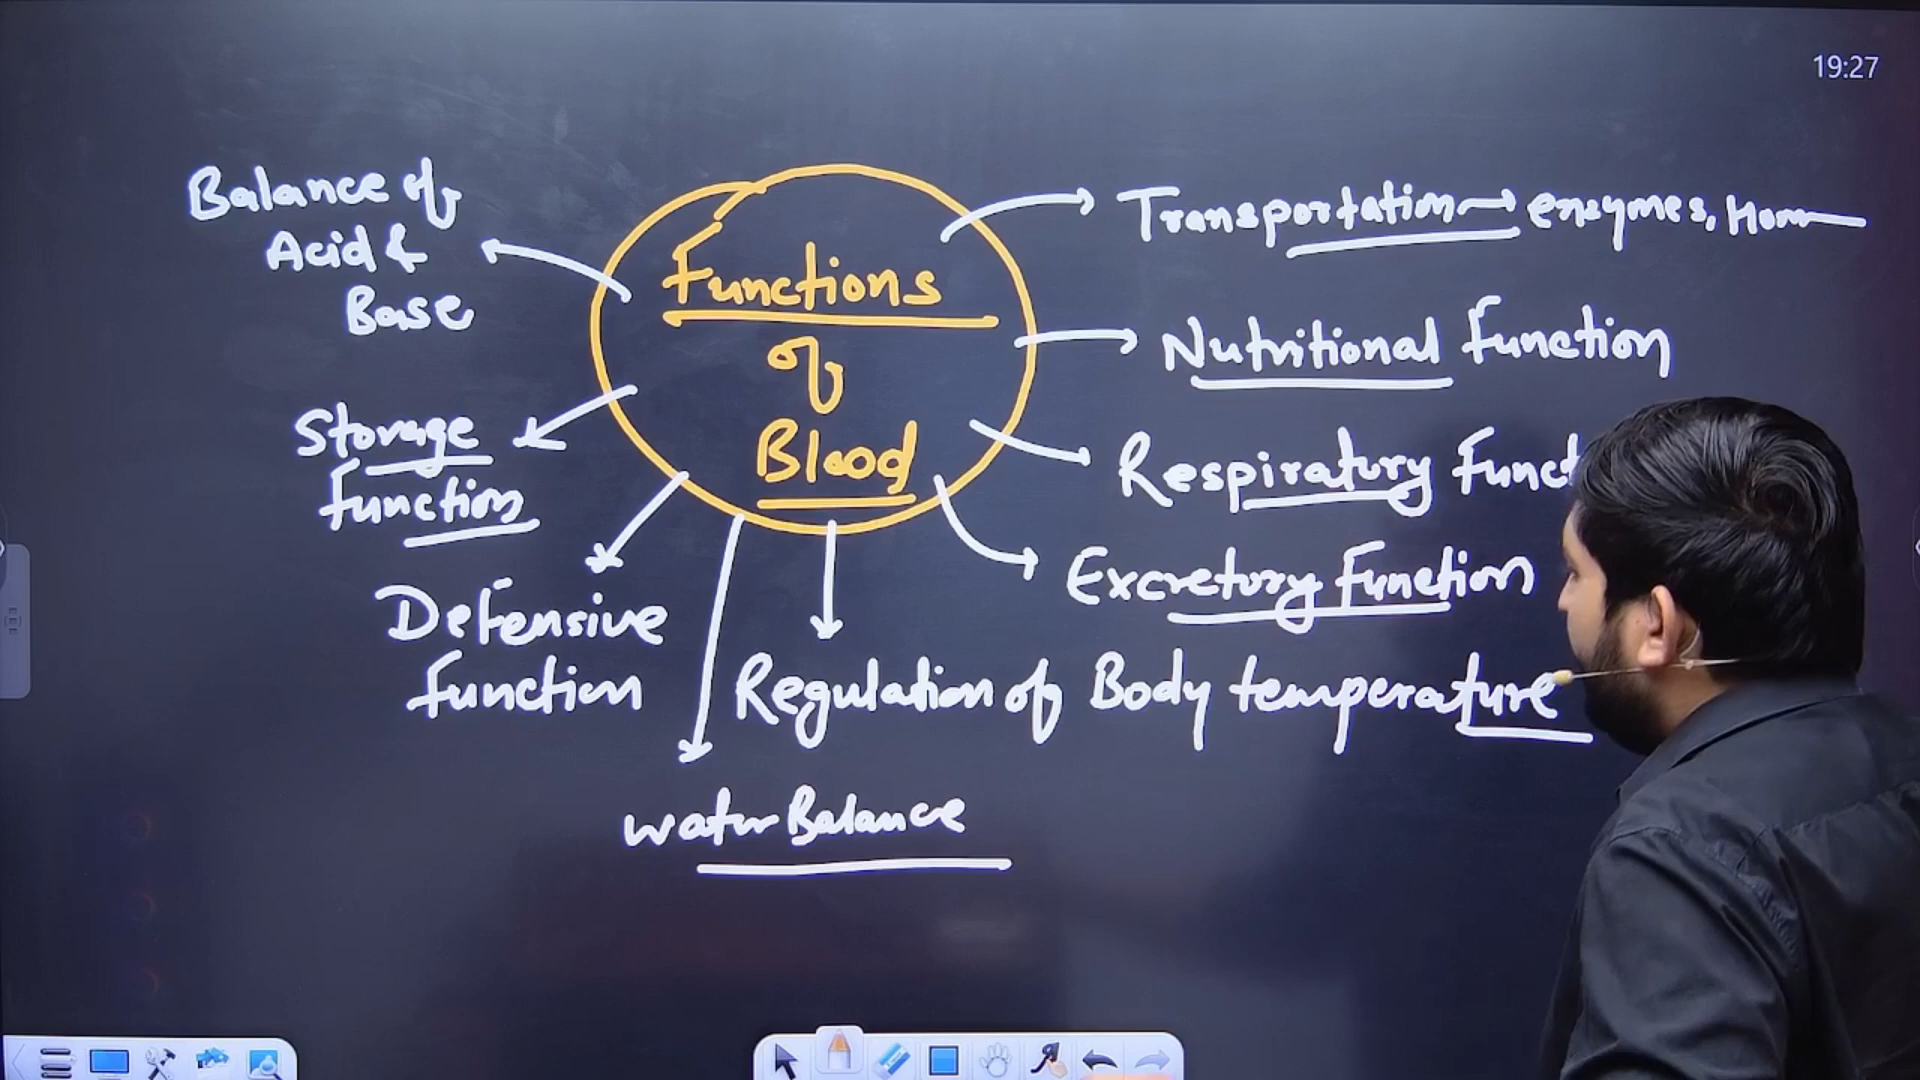 19:27
Functions
of
Blood
Transportation → enzymes, Horm
Nutritional Function
Respiratory Funct
Excretory Function
Regulation of Body temperature
Water Balance
Defensive
function
Storage
function
Balance of
Acid &
Base